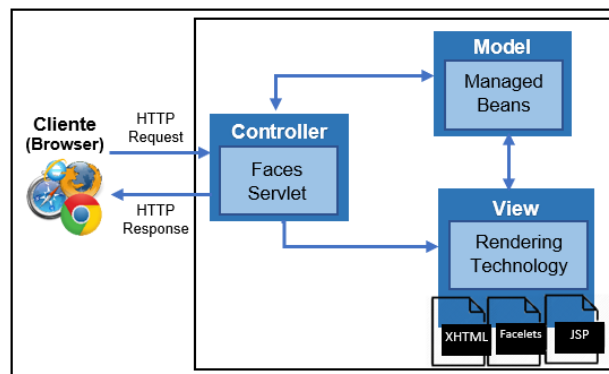 Cliente
(Browser)
HTTP
Request
HTTP
Response
Controller
Faces
Servlet
Model
Managed
Beans
View
Rendering
Technology
XHTML
Facelets
JSP